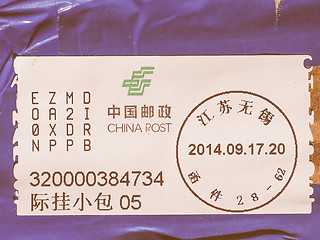 EZMD
OA2I
0XDR
NPPB
中国邮政
CHINA POST
320000384734
际挂小包 05
江苏无锡
2014.09.17.20
函件 28-62